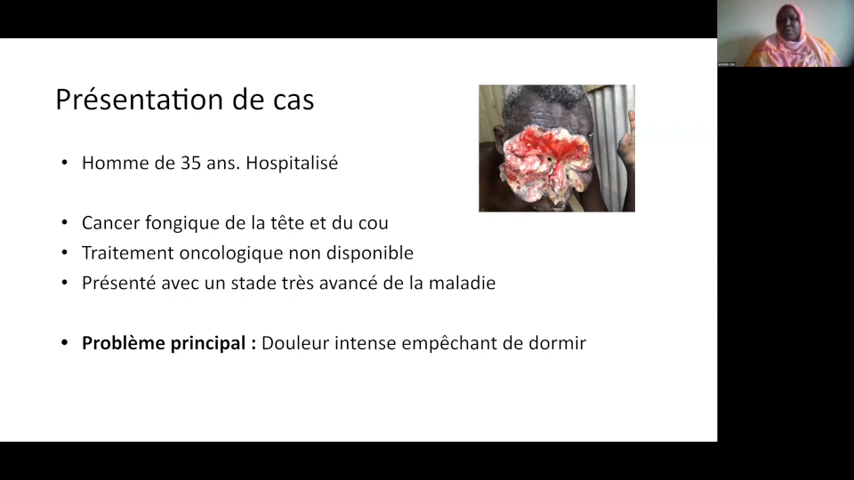 Présentation de cas
• Homme de 35 ans. Hospitalisé
• Cancer fongique de la tête et du cou
• Traitement oncologique non disponible
• Présenté avec un stade très avancé de la maladie
• Problème principal : Douleur intense empêchant de dormir